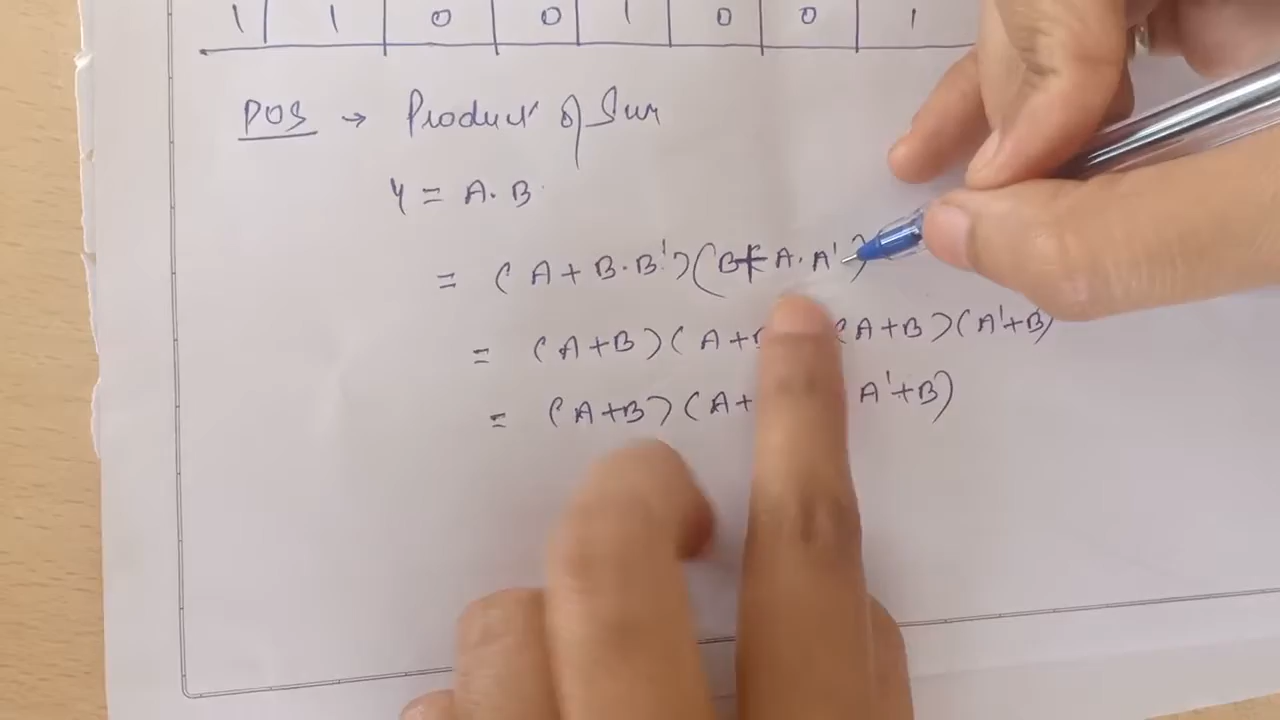 1 1 0 0 1 0 0 1
POS → Product of Sum
Y = A.B
= (A+B.B')(B+A.A')
= (A+B)(A+ (A+B)(A'+B)
= (A+B)(A+ A'+B)